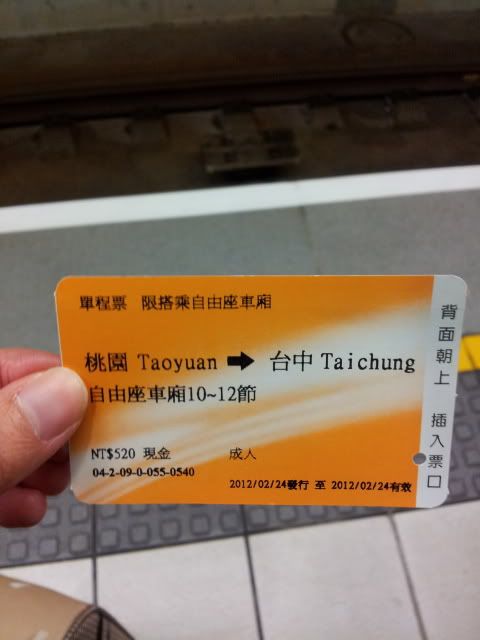 單程票 限搭乘自由座車廂
桃園 Taoyuan ➡ 台中 Taichung
自由座車廂10~12節
NT$520 現金 成人
04-2-09-0-055-0540
2012/02/24發行 至 2012/02/24有效
背面朝上 插入票口